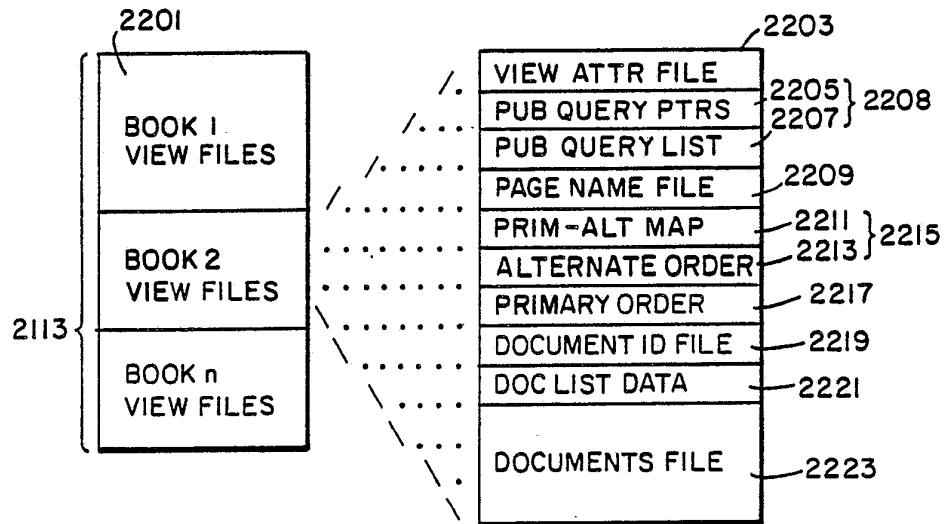 2201
BOOK 1
VIEW FILES
BOOK 2
VIEW FILES
BOOK n
VIEW FILES
2113
2203
VIEW ATTR FILE
2205
PUB QUERY PTRS
2208
2207
PUB QUERY LIST
PAGE NAME FILE
2209
PRIM-ALT MAP
2211
2215
ALTERNATE ORDER
2213
PRIMARY ORDER
2217
DOCUMENT ID FILE
2219
DOC LIST DATA
2221
DOCUMENTS FILE
2223